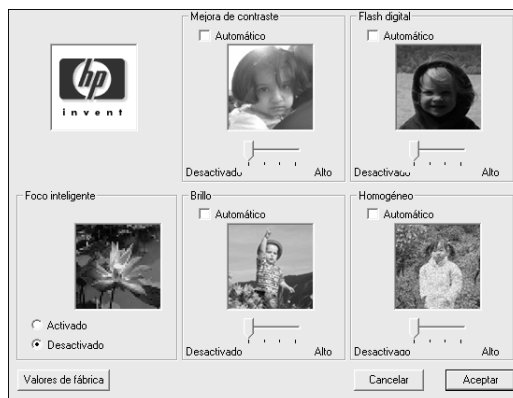 hp
invent
Mejora de contraste
Automático
Desactivado
Alto
Flash digital
Automático
Desactivado
Alto
Foco inteligente
Activado
Desactivado
Brillo
Automático
Desactivado
Alto
Homogéneo
Automático
Desactivado
Alto
Valores de fábrica
Cancelar
Aceptar